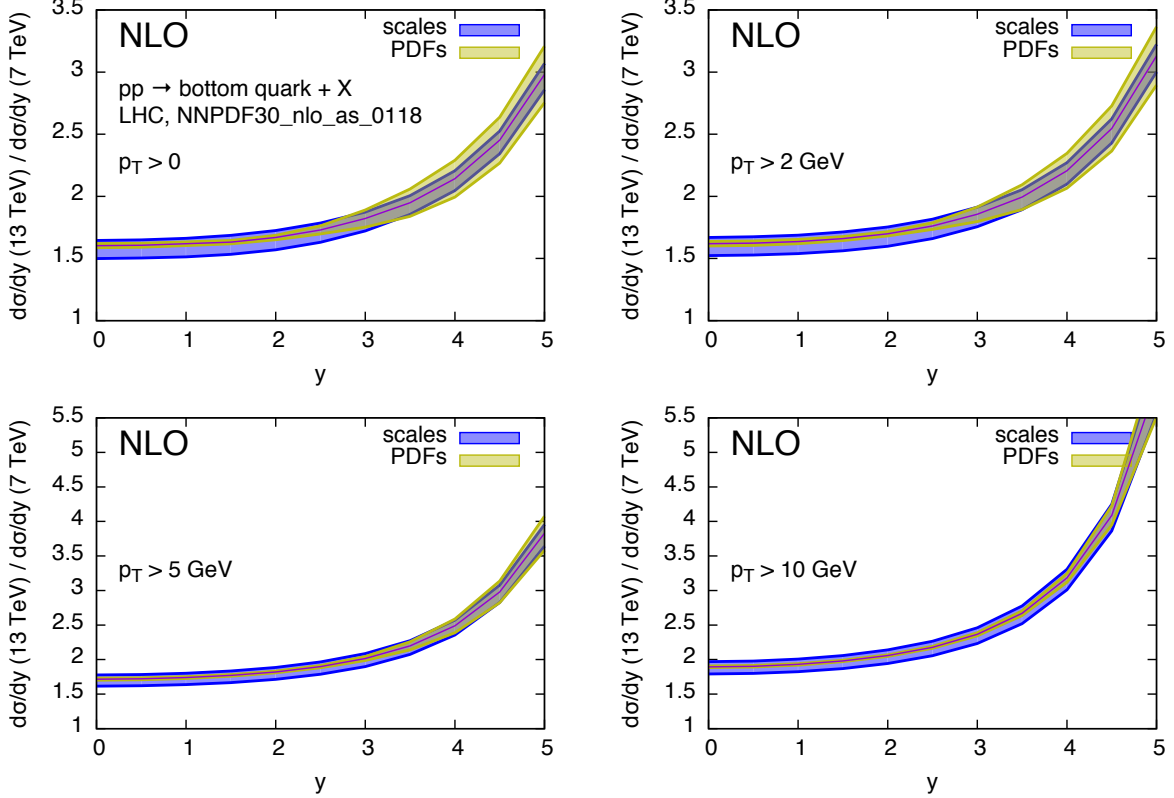 NLO
scales
PDFs
pp → bottom quark + X
LHC, NNPDF30_nlo_as_0118
p_T > 0
dσ/dy (13 TeV) / dσ/dy (7 TeV)
3.5
3
2.5
2
1.5
1
0 1 2 3 4 5
y
NLO
scales
PDFs
p_T > 2 GeV
dσ/dy (13 TeV) / dσ/dy (7 TeV)
3.5
3
2.5
2
1.5
1
0 1 2 3 4 5
y
NLO
scales
PDFs
p_T > 5 GeV
dσ/dy (13 TeV) / dσ/dy (7 TeV)
5.5
5
4.5
4
3.5
3
2.5
2
1.5
1
0 1 2 3 4 5
y
NLO
scales
PDFs
p_T > 10 GeV
dσ/dy (13 TeV) / dσ/dy (7 TeV)
5.5
5
4.5
4
3.5
3
2.5
2
1.5
1
0 1 2 3 4 5
y